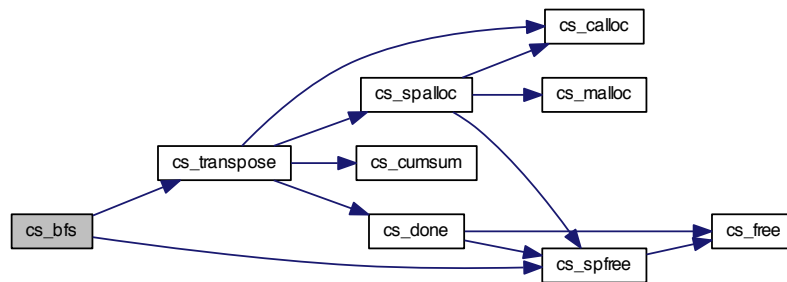 cs_calloc
cs_spalloc
cs_malloc
cs_transpose
cs_cumsum
cs_bfs
cs_done
cs_free
cs_spfree